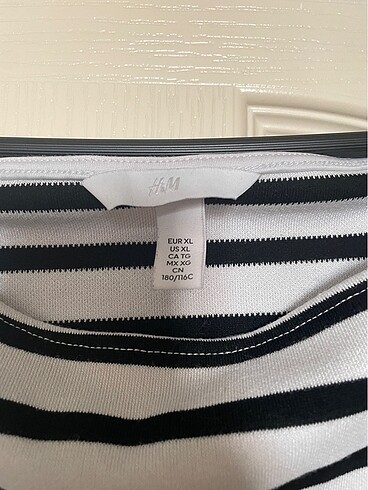 H&M
EUR XL
US XL
CA TG
MX XG
CN
180/116C